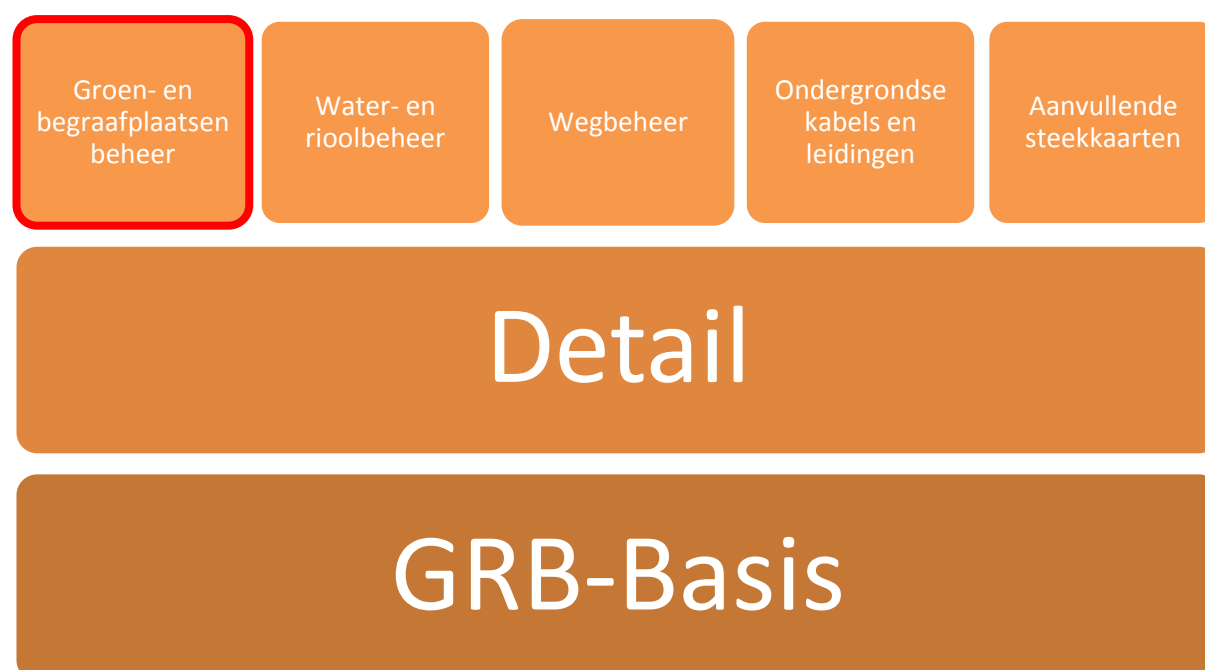 Groen- en
begraafplaatsen
beheer
Water- en
rioolbeheer
Wegbeheer
Ondergrondse
kabels en
leidingen
Aanvullende
steekkaarten
Detail
GRB-Basis